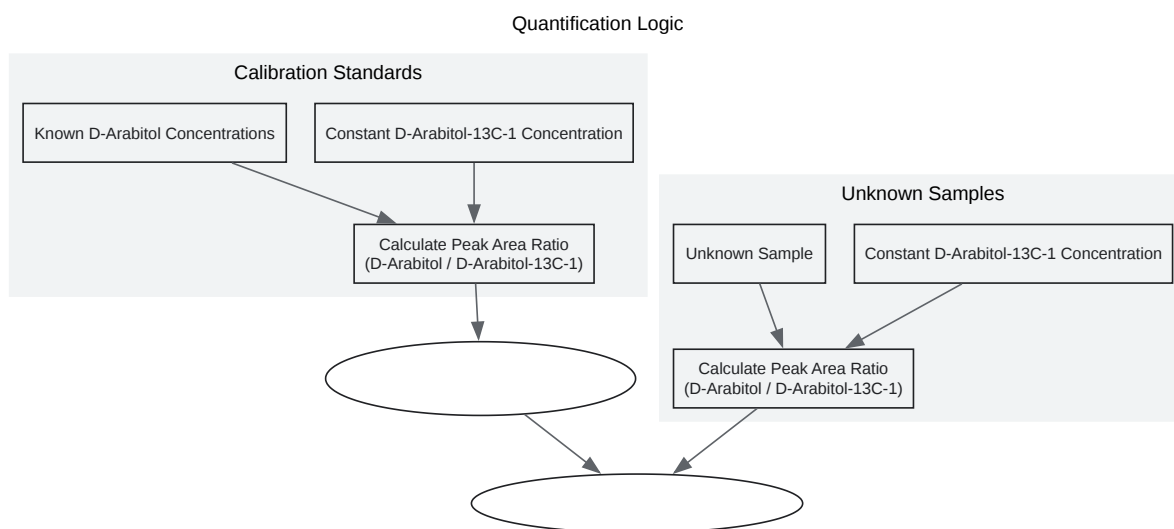 Quantification Logic
Calibration Standards
Known D-Arabitol Concentrations
Constant D-Arabitol-13C-1 Concentration
Calculate Peak Area Ratio
(D-Arabitol / D-Arabitol-13C-1)
Unknown Samples
Unknown Sample
Constant D-Arabitol-13C-1 Concentration
Calculate Peak Area Ratio
(D-Arabitol / D-Arabitol-13C-1)